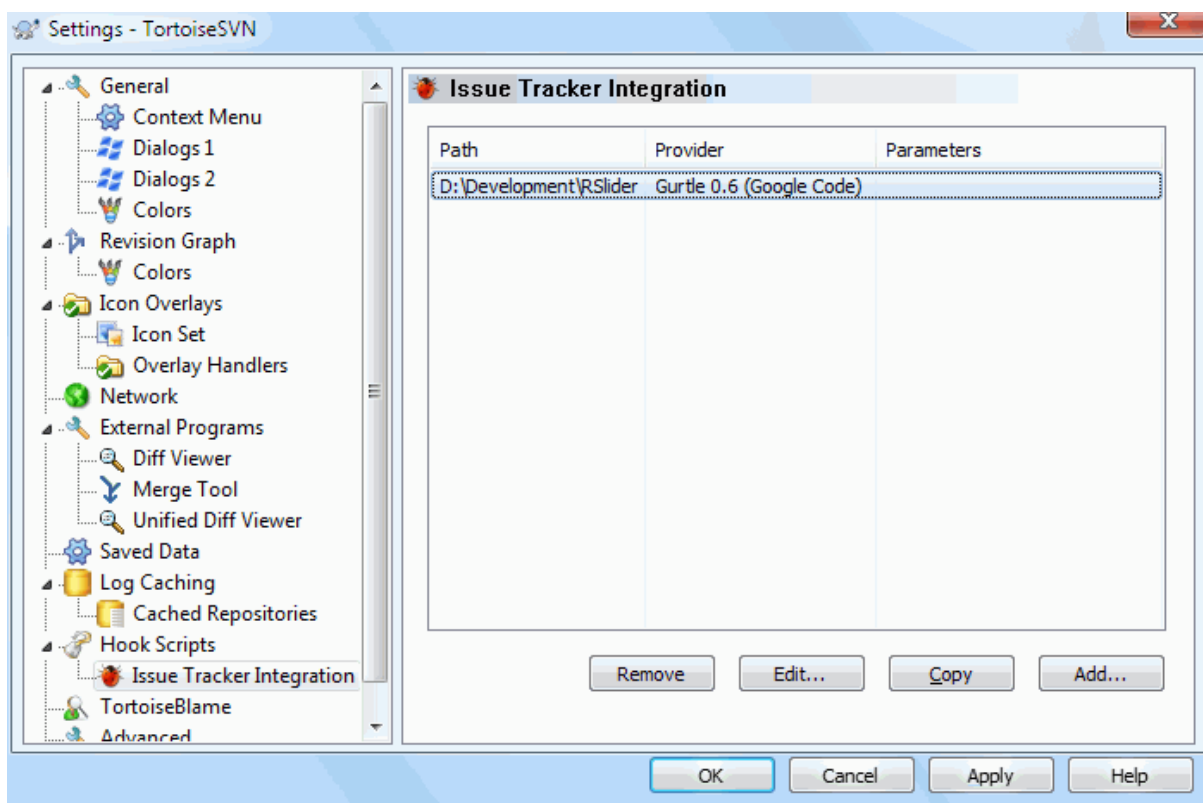 Settings - TortoiseSVN
General
Context Menu
Dialogs 1
Dialogs 2
Colors
Revision Graph
Colors
Icon Overlays
Icon Set
Overlay Handlers
Network
External Programs
Diff Viewer
Merge Tool
Unified Diff Viewer
Saved Data
Log Caching
Cached Repositories
Hook Scripts
Issue Tracker Integration
TortoiseBlame
Advanced
Issue Tracker Integration
Path Provider Parameters
D:\Development\RSlider Gurtle 0.6 (Google Code)
Remove Edit... Copy Add...
OK Cancel Apply Help